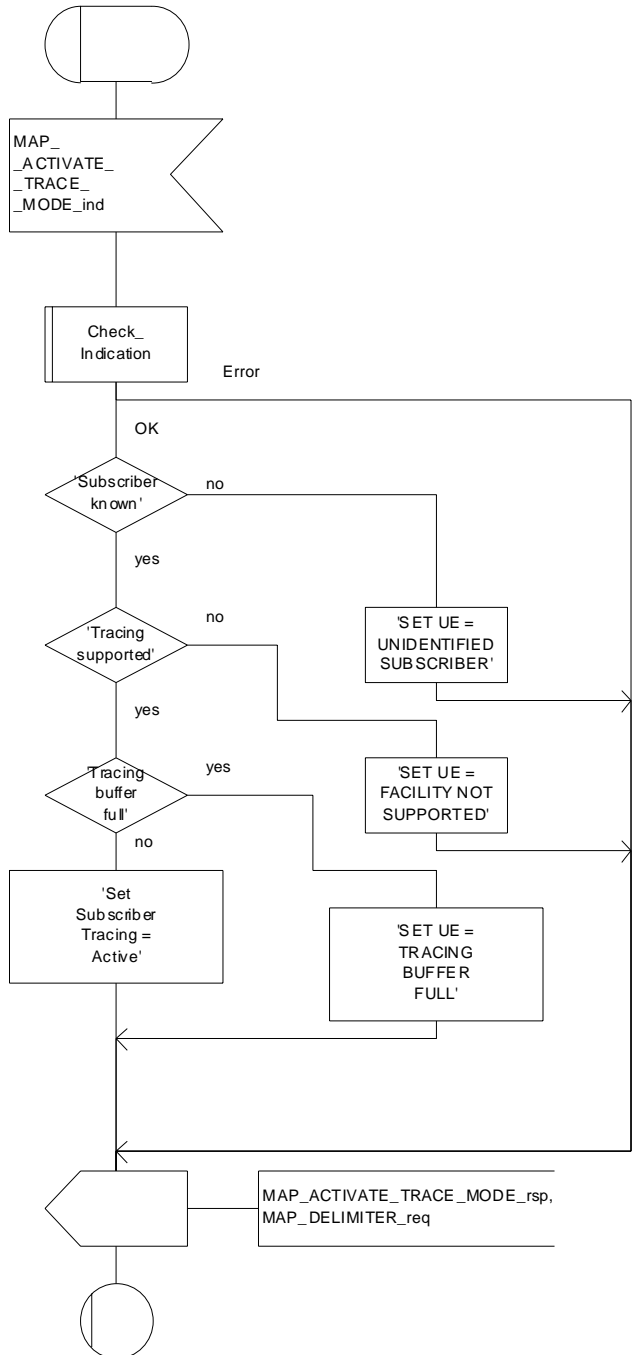 MAP_
_ACTIVATE_
_TRACE_
_MODE_ind
Check_
Indication
Error
OK
'Subscriber
known'
no
yes
'Tracing
supported'
no
'SET UE =
UNIDENTIFIED
SUBSCRIBER'
yes
'Tracing
buffer
full'
yes
'SET UE =
FACILITY NOT
SUPPORTED'
no
'Set
Subscriber
Tracing =
Active'
'SET UE =
TRACING
BUFFER
FULL'
MAP_ACTIVATE_TRACE_MODE_rsp,
MAP_DELIMITER_req